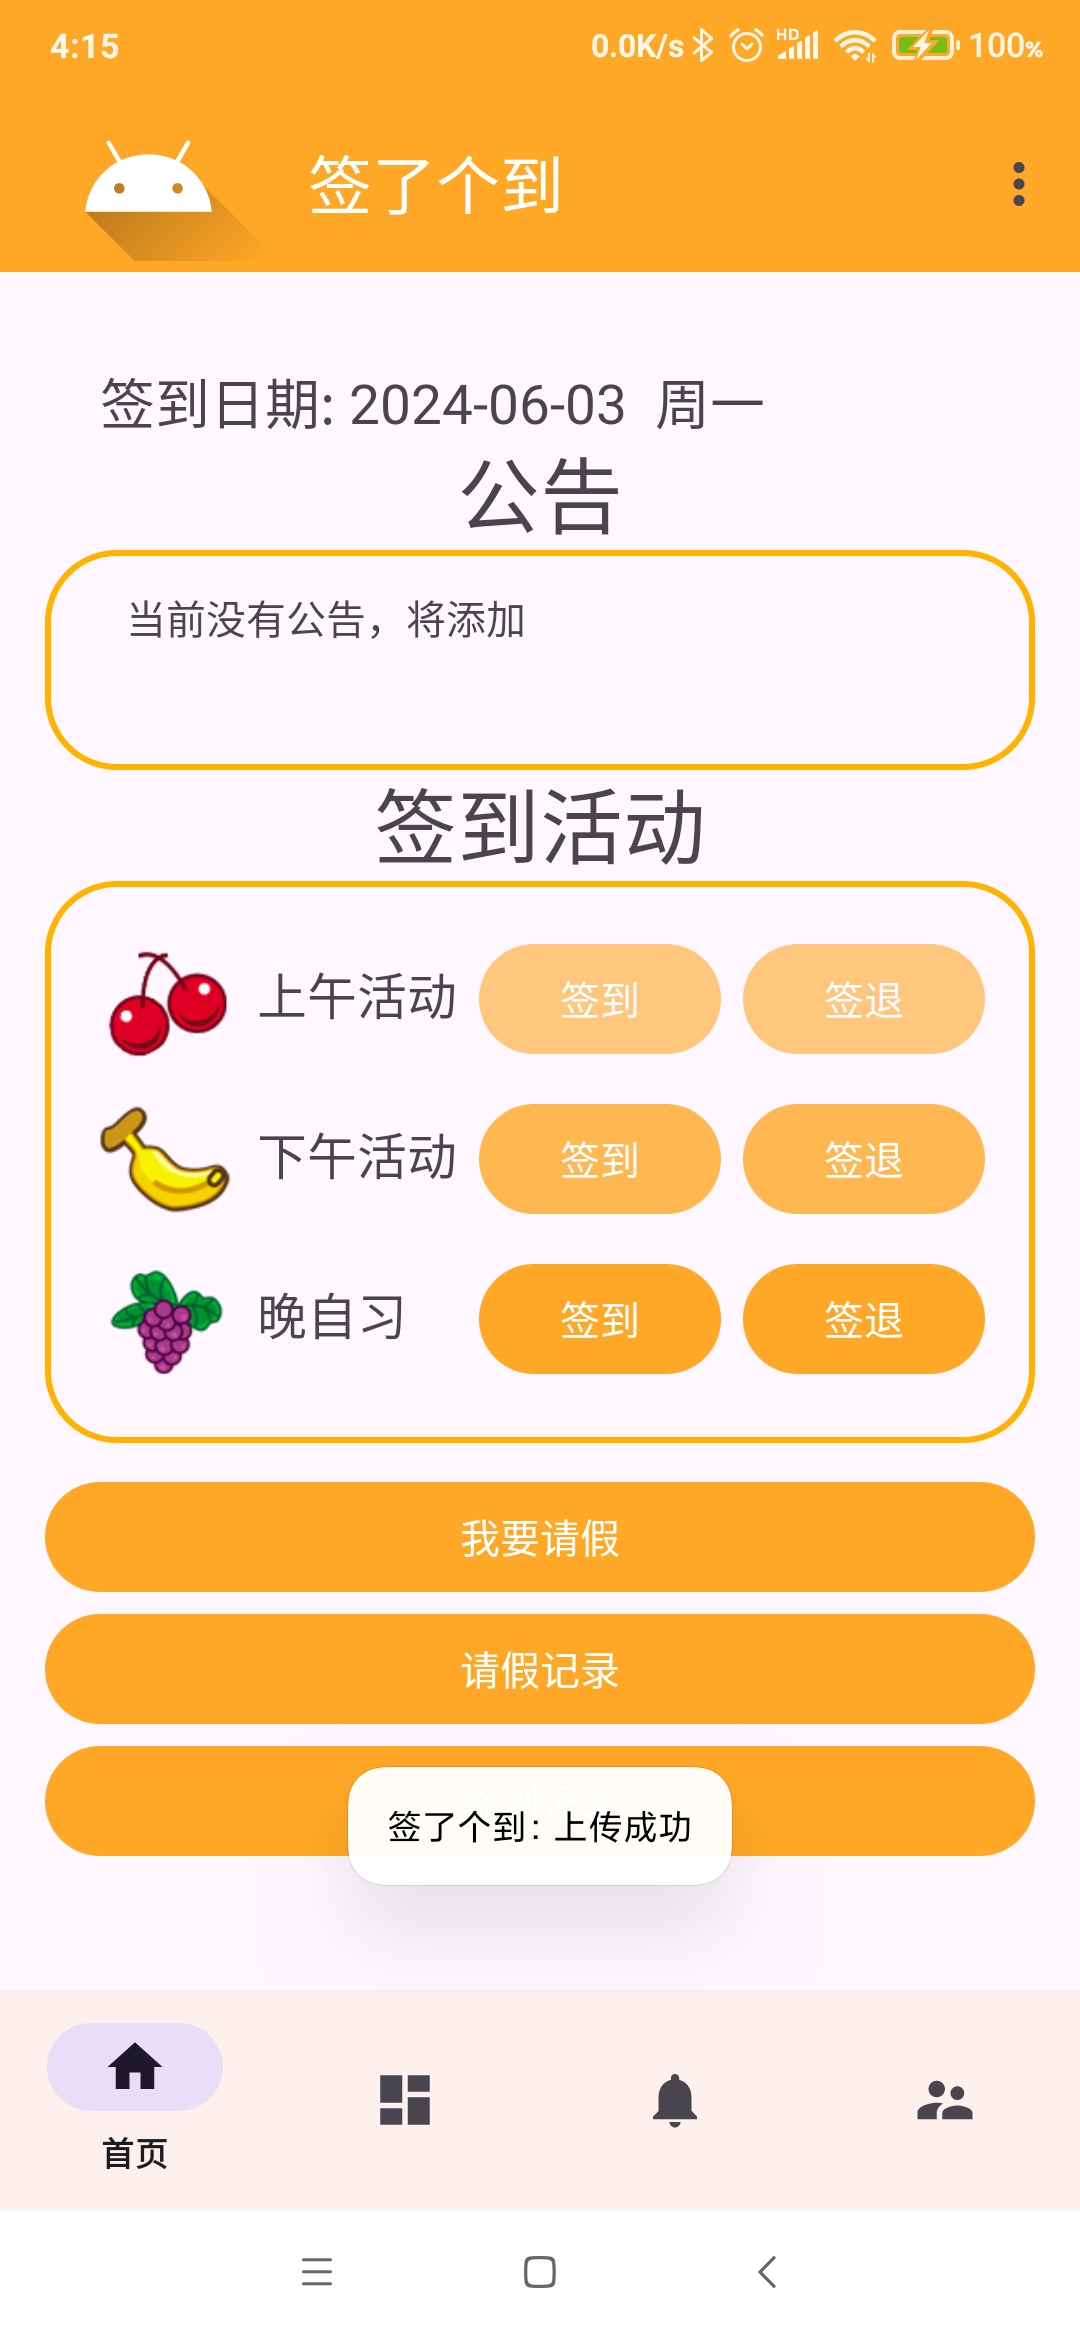 4:15 0.0K/s HD 100%
签了个到
签到日期: 2024-06-03 周一
公告
当前没有公告，将添加
签到活动
上午活动 签到 签退
下午活动 签到 签退
晚自习 签到 签退
我要请假
请假记录
签了个到：上传成功
首页